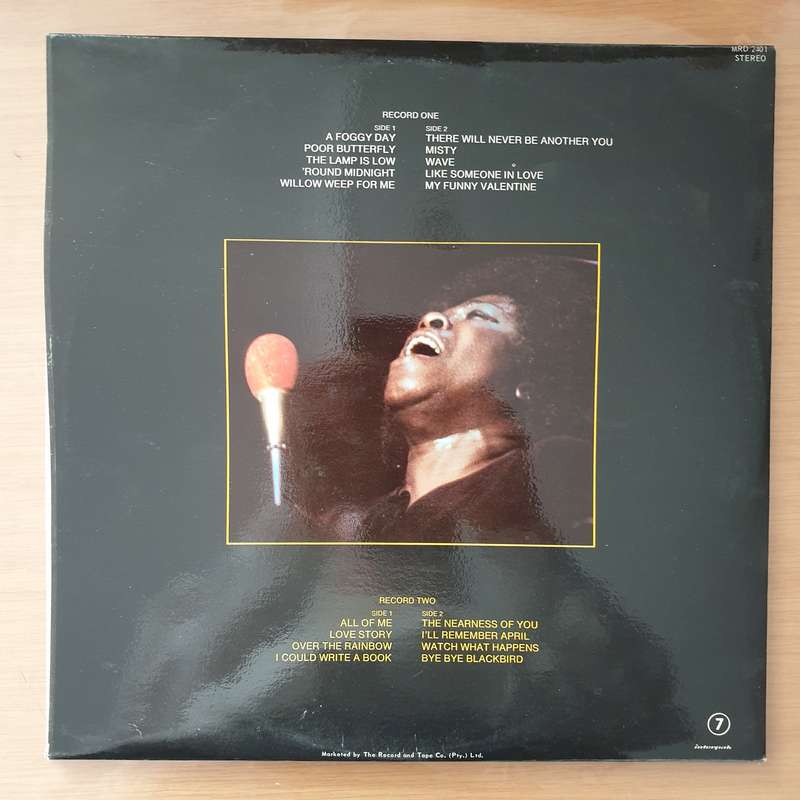 MRD 2401
STEREO
RECORD ONE
SIDE 1
A FOGGY DAY
POOR BUTTERFLY
THE LAMP IS LOW
'ROUND MIDNIGHT
WILLOW WEEP FOR ME
SIDE 2
THERE WILL NEVER BE ANOTHER YOU
MISTY
WAVE
LIKE SOMEONE IN LOVE
MY FUNNY VALENTINE
RECORD TWO
SIDE 1
ALL OF ME
LOVE STORY
OVER THE RAINBOW
I COULD WRITE A BOOK
SIDE 2
THE NEARNESS OF YOU
I'LL REMEMBER APRIL
WATCH WHAT HAPPENS
BYE BYE BLACKBIRD
7
Marketed by The Record and Tape Co. (Pty.) Ltd.